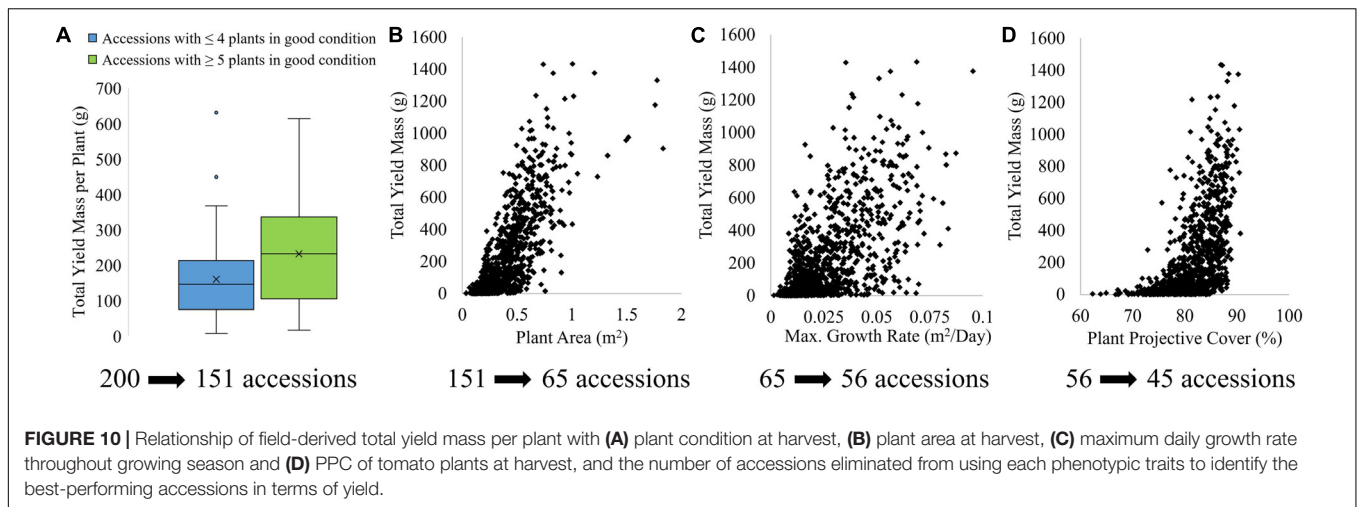 A
Accessions with ≤ 4 plants in good condition
Accessions with ≥ 5 plants in good condition
Total Yield Mass per Plant (g)
700
600
500
400
300
200
100
0
200 ➡ 151 accessions
B
Total Yield Mass (g)
1600
1400
1200
1000
800
600
400
200
0
0 0.5 1 1.5 2
Plant Area (m²)
151 ➡ 65 accessions
C
Total Yield Mass (g)
1600
1400
1200
1000
800
600
400
200
0
0 0.025 0.05 0.075 0.1
Max. Growth Rate (m²/Day)
65 ➡ 56 accessions
D
Total Yield Mass (g)
1600
1400
1200
1000
800
600
400
200
0
60 70 80 90 100
Plant Projective Cover (%)
56 ➡ 45 accessions
FIGURE 10 | Relationship of field-derived total yield mass per plant with (A) plant condition at harvest, (B) plant area at harvest, (C) maximum daily growth rate
throughout growing season and (D) PPC of tomato plants at harvest, and the number of accessions eliminated from using each phenotypic traits to identify the
best-performing accessions in terms of yield.